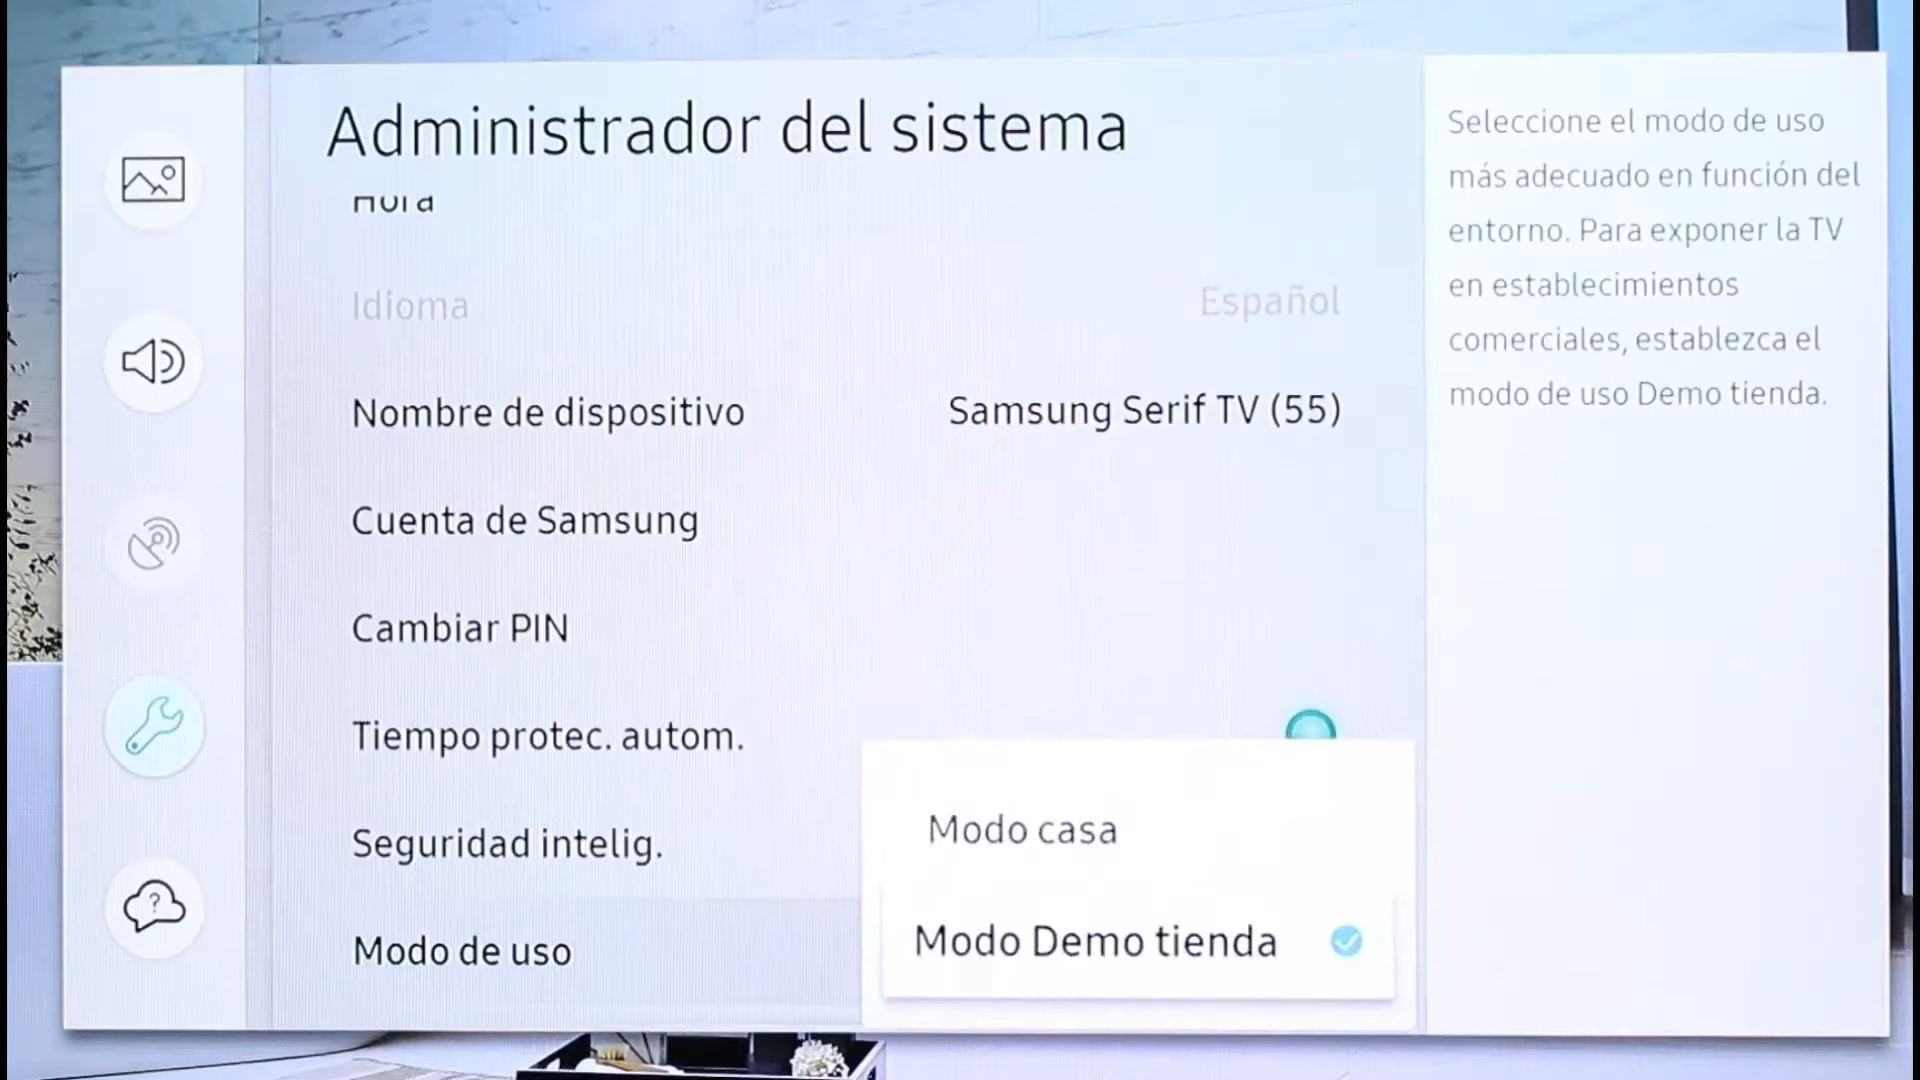 Administrador del sistema
Idioma Español
Nombre de dispositivo Samsung Serif TV (55)
Cuenta de Samsung
Cambiar PIN
Tiempo protec. autom.
Seguridad intelig.
Modo de uso
Modo casa
Modo Demo tienda
Seleccione el modo de uso
más adecuado en función del
entorno. Para exponer la TV
en establecimientos
comerciales, establezca el
modo de uso Demo tienda.
?